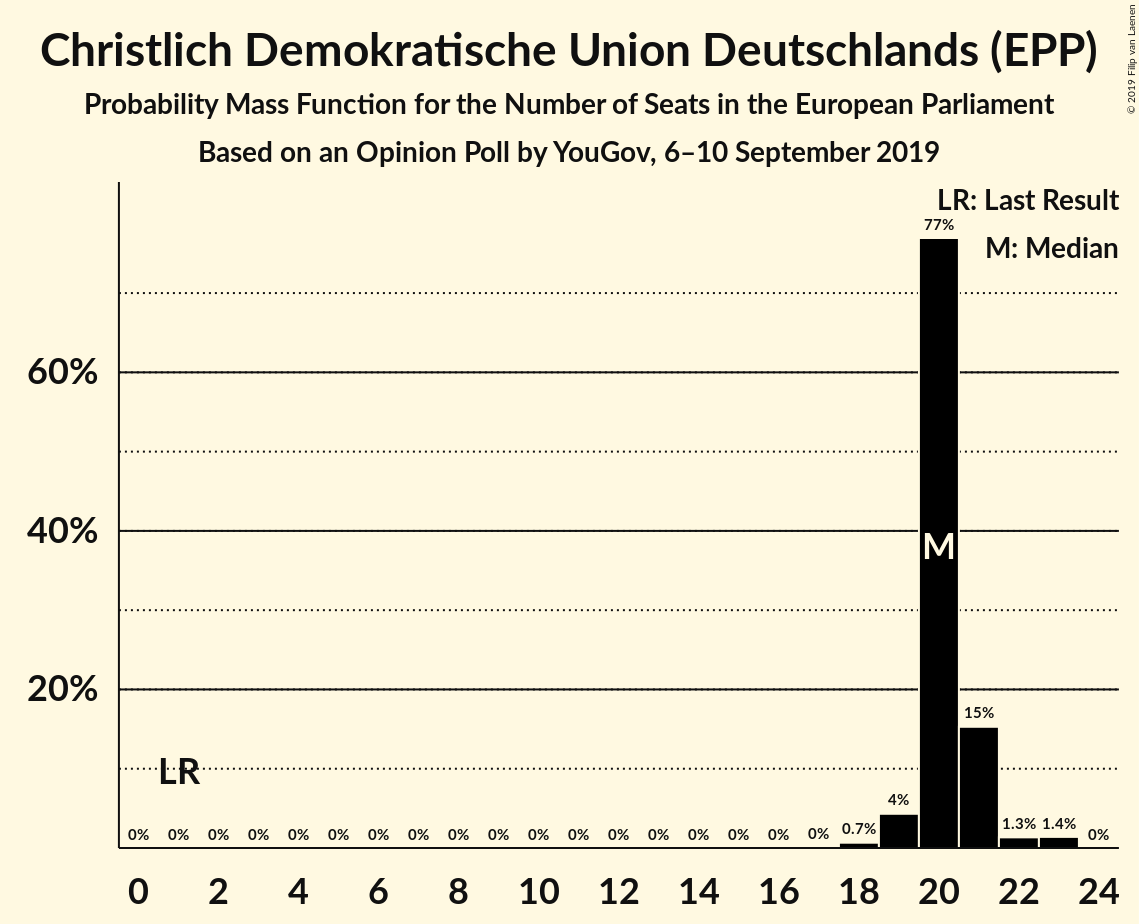 Christlich Demokratische Union Deutschlands (EPP)
Probability Mass Function for the Number of Seats in the European Parliament
Based on an Opinion Poll by YouGov, 6–10 September 2019
© 2019 Filip van Laenen
LR: Last Result
M: Median
77%
60%
40%
M
20%
15%
LR
4%
0% 0% 0% 0% 0% 0% 0% 0% 0% 0% 0% 0% 0% 0% 0% 0% 0% 0% 0.7% 1.3% 1.4% 0%
0 2 4 6 8 10 12 14 16 18 20 22 24